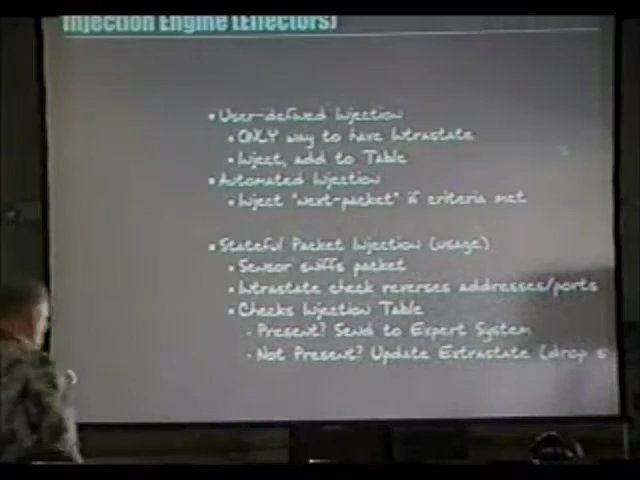 Injection Engine (Effectors)
• User-defined Injection
• ONLY way to have Intrastate
• Inject, add to Table
• Automated Injection
• Inject "next-packet" if criteria met
• Stateful Packet Injection (usage)
• Sensor sniffs packet
• Intrastate check reverses addresses/ports
• Checks Injection Table
- Present? Send to Expert System
- Not Present? Update Extrastate (drop s